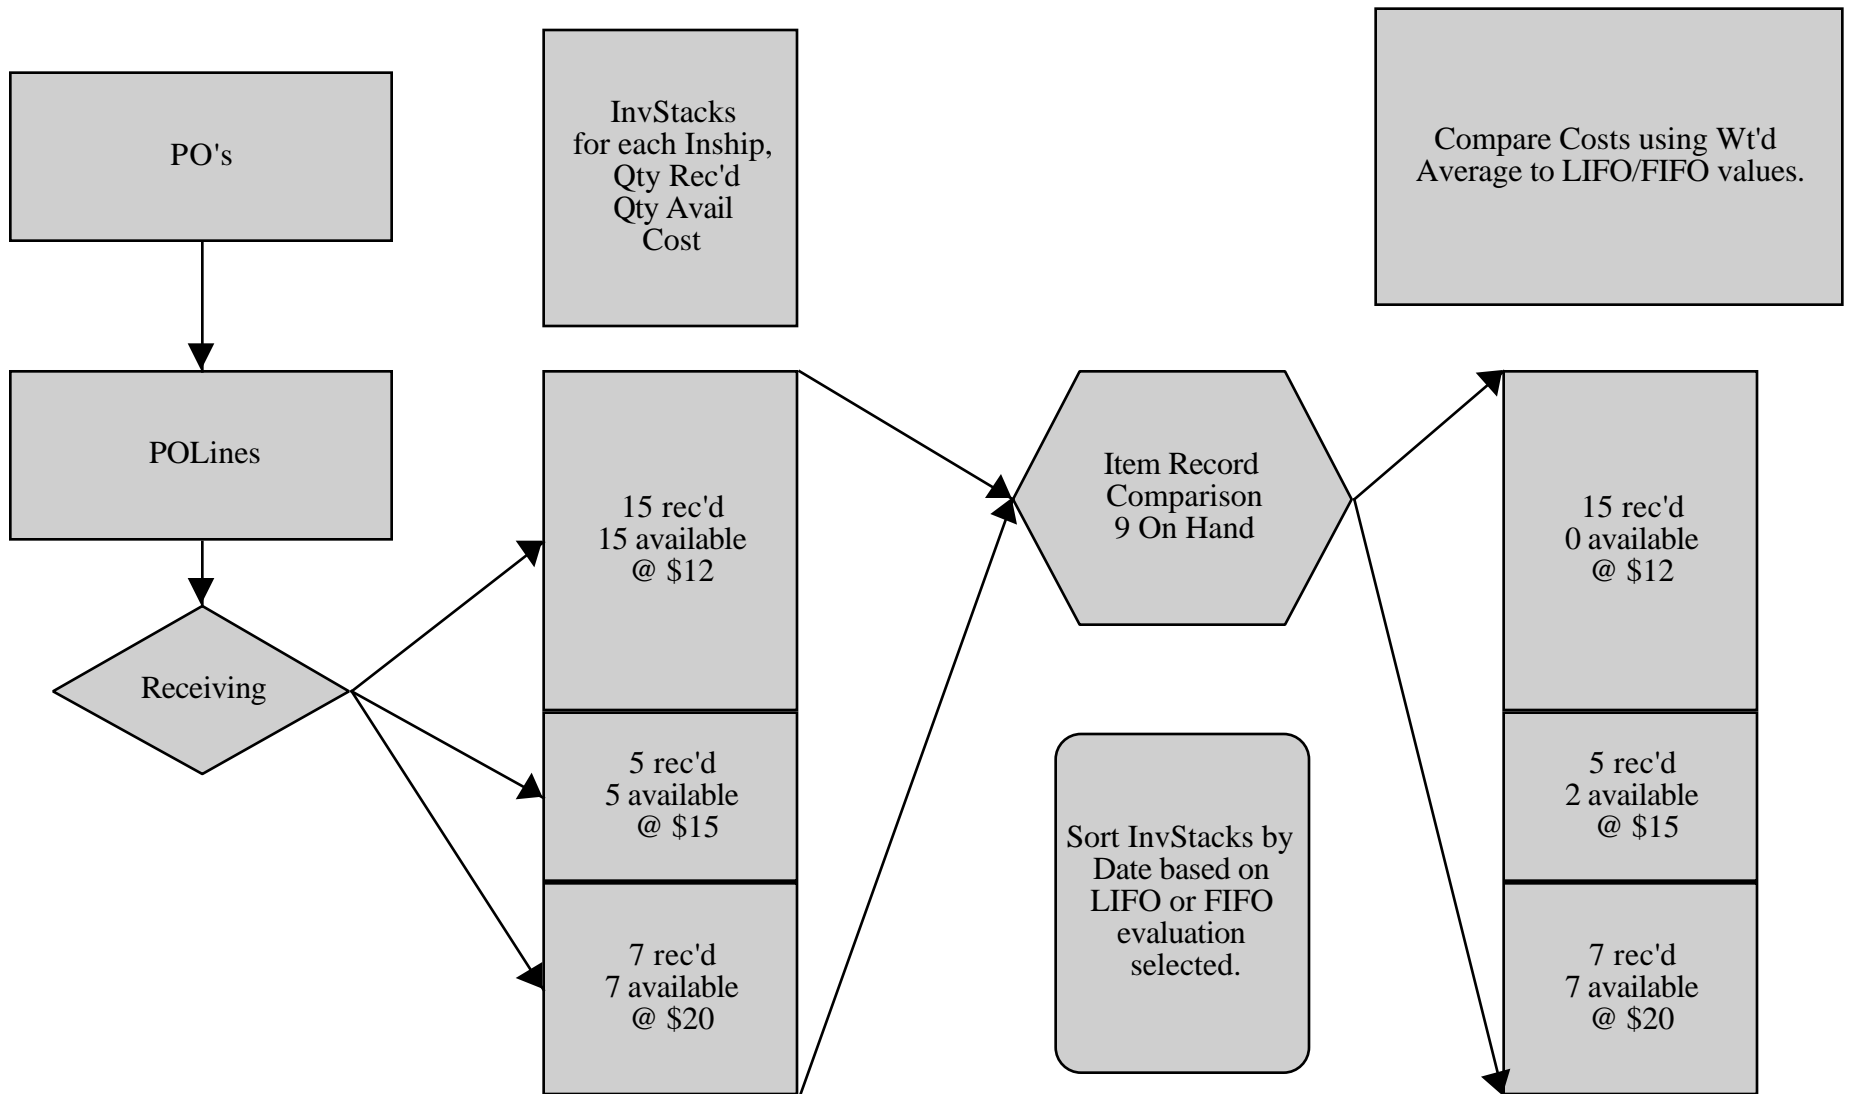 PO's
POLines
Receiving
InvStacks
for each Inship,
Qty Rec'd
Qty Avail
Cost
15 rec'd
15 available
@ $12
5 rec'd
5 available
@ $15
7 rec'd
7 available
@ $20
Item Record
Comparison
9 On Hand
Sort InvStacks by
Date based on
LIFO or FIFO
evaluation
selected.
Compare Costs using Wt'd
Average to LIFO/FIFO values.
15 rec'd
0 available
@ $12
5 rec'd
2 available
@ $15
7 rec'd
7 available
@ $20